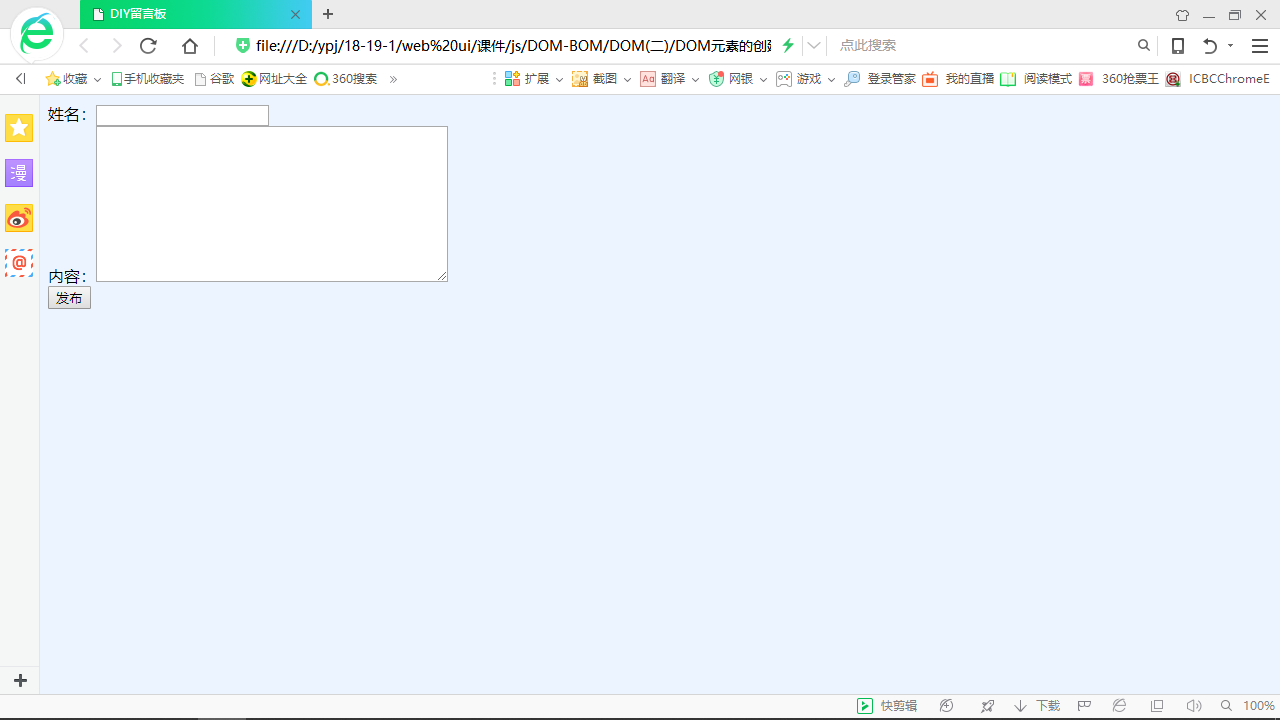 DIY留言板
file:///D:/ypj/18-19-1/web%20ui/课件/js/DOM-BOM/DOM(二)/DOM元素的创
点此搜索
收藏 手机收藏夹 谷歌 网址大全 360搜索 » 扩展 截图 Aa 翻译 网银 游戏 登录管家 我的直播 阅读模式 票 360抢票王 ICBCChromeE
姓名：
漫
@
内容：
发布
快剪辑 下载 100%